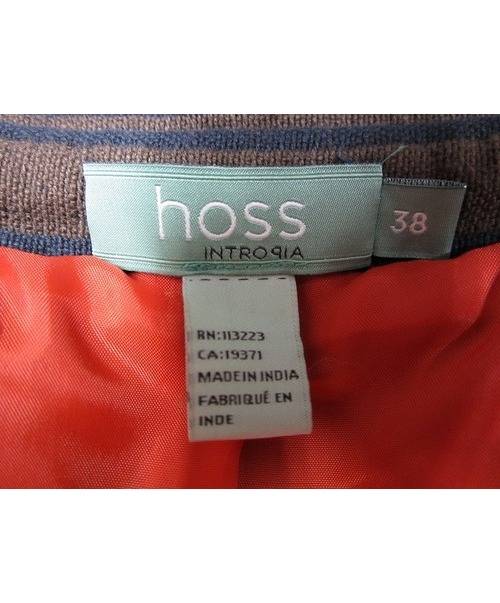 hoss
INTROPIA
38
RN:113223
CA:19371
MADE IN INDIA
FABRIQUÉ EN
INDE